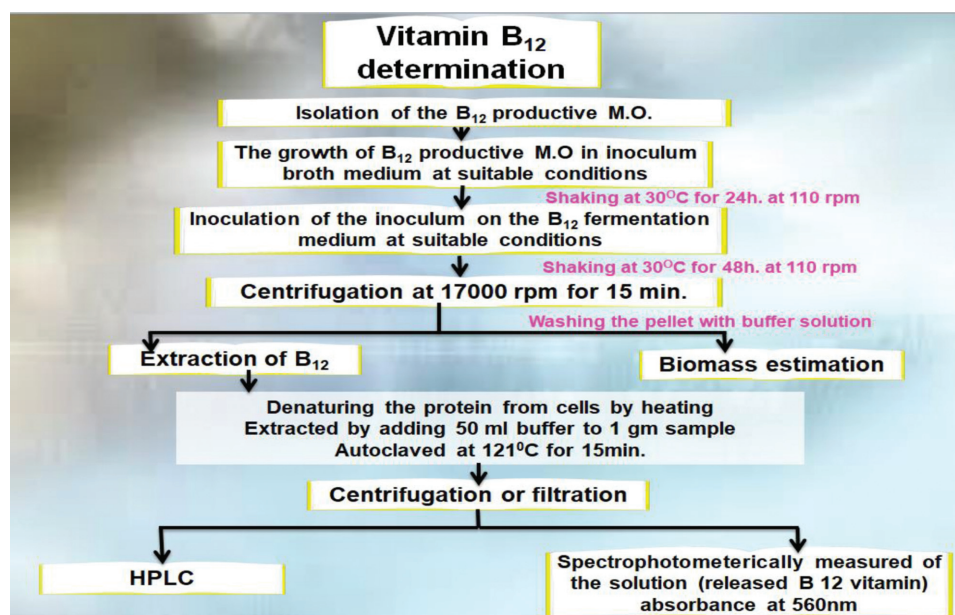 Vitamin B₁₂
determination
Isolation of the B₁₂ productive M.O.
The growth of B₁₂ productive M.O in inoculum
broth medium at suitable conditions
Shaking at 30ᴼC for 24h. at 110 rpm
Inoculation of the inoculum on the B₁₂ fermentation
medium at suitable conditions
Shaking at 30ᴼC for 48h. at 110 rpm
Centrifugation at 17000 rpm for 15 min.
Washing the pellet with buffer solution
Extraction of B₁₂
Biomass estimation
Denaturing the protein from cells by heating
Extracted by adding 50 ml buffer to 1 gm sample
Autoclaved at 121⁰C for 15min.
Centrifugation or filtration
HPLC
Spectrophotometerically measured of
the solution (released B 12 vitamin)
absorbance at 560nm